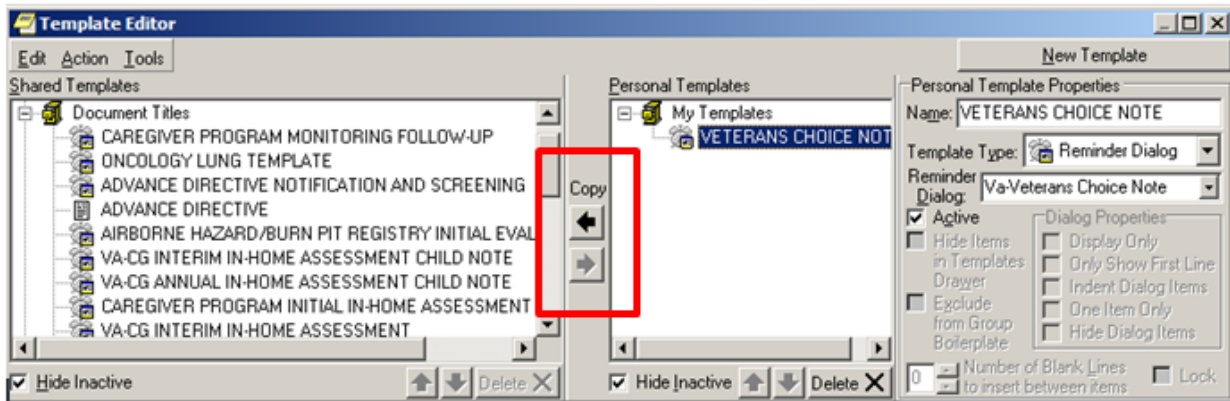 Template Editor
Edit Action Tools
New Template
Shared Templates
Document Titles
CAREGIVER PROGRAM MONITORING FOLLOW-UP
ONCOLOGY LUNG TEMPLATE
ADVANCE DIRECTIVE NOTIFICATION AND SCREENING
ADVANCE DIRECTIVE
AIRBORNE HAZARD/BURN PIT REGISTRY INITIAL EVAL
VA-CG INTERIM IN-HOME ASSESSMENT CHILD NOTE
VA-CG ANNUAL IN-HOME ASSESSMENT CHILD NOTE
CAREGIVER PROGRAM INITIAL IN-HOME ASSESSMENT
VA-CG INTERIM IN-HOME ASSESSMENT
Hide Inactive
Delete
Copy
Personal Templates
My Templates
VETERANS CHOICE NOT
Hide Inactive
Delete
Personal Template Properties
Name: VETERANS CHOICE NOTE
Template Type: Reminder Dialog
Reminder
Dialog: Va-Veterans Choice Note
Active
Hide Items
in Templates
Drawer
Exclude
from Group
Boilerplate
Dialog Properties
Display Only
Only Show First Line
Indent Dialog Items
One Item Only
Hide Dialog Items
0 Number of Blank Lines
to insert between items
Lock